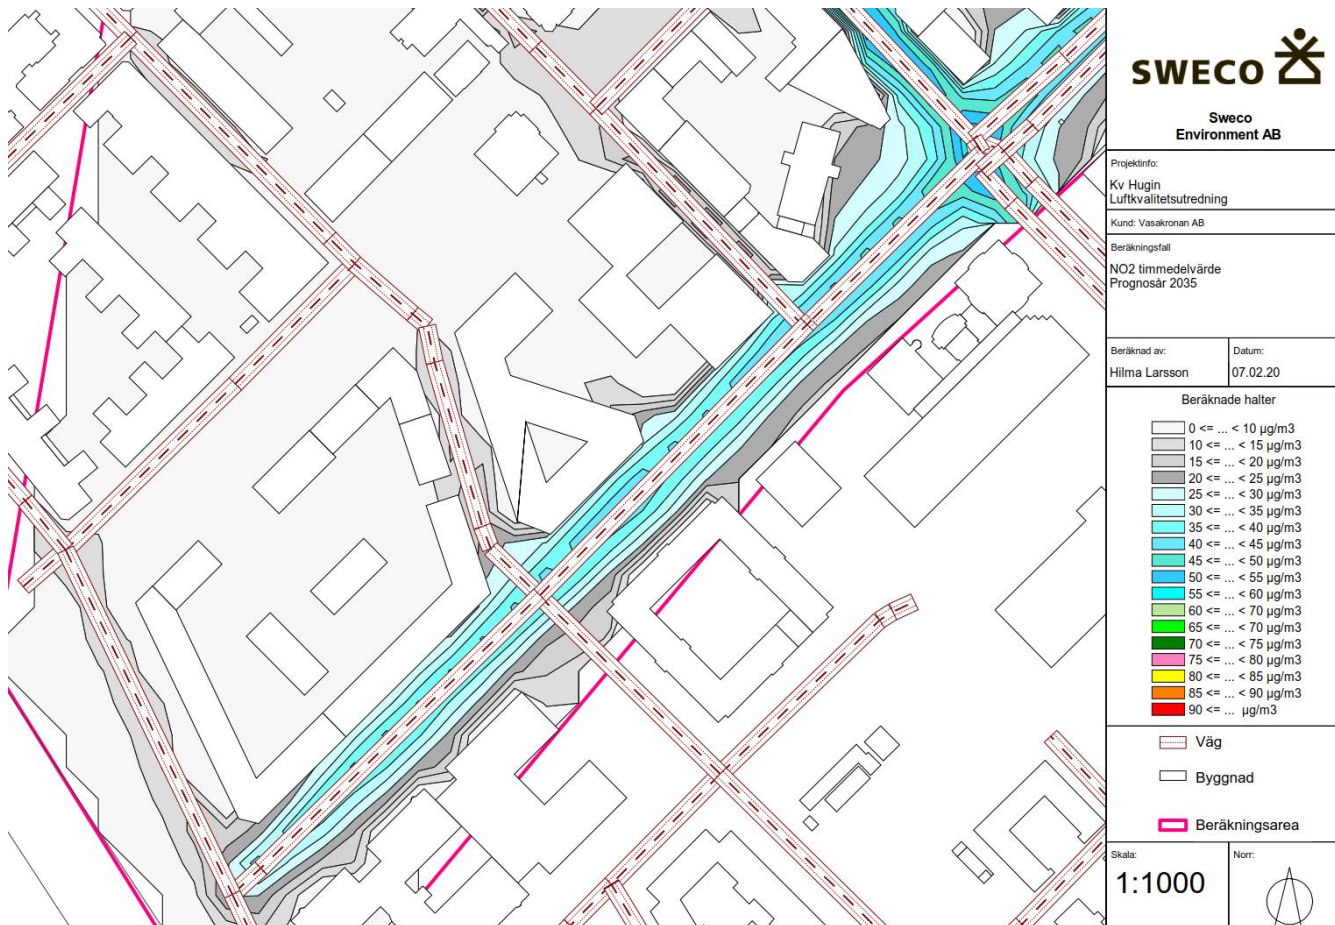 SWECO
Sweco
Environment AB
Projektinfo:
Kv Hugin
Luftkvalitetsutredning
Kund: Vasakronan AB
Beräkningsfall
NO2 timmedelvärde
Prognosår 2035
Beräknad av:
Hilma Larsson
Datum:
07.02.20
Beräknade halter
0 <= ... < 10 µg/m3
10 <= ... < 15 µg/m3
15 <= ... < 20 µg/m3
20 <= ... < 25 µg/m3
25 <= ... < 30 µg/m3
30 <= ... < 35 µg/m3
35 <= ... < 40 µg/m3
40 <= ... < 45 µg/m3
45 <= ... < 50 µg/m3
50 <= ... < 55 µg/m3
55 <= ... < 60 µg/m3
60 <= ... < 70 µg/m3
65 <= ... < 70 µg/m3
70 <= ... < 75 µg/m3
75 <= ... < 80 µg/m3
80 <= ... < 85 µg/m3
85 <= ... < 90 µg/m3
90 <= ... µg/m3
Väg
Byggnad
Beräkningsarea
Skala:
1:1000
Norr: